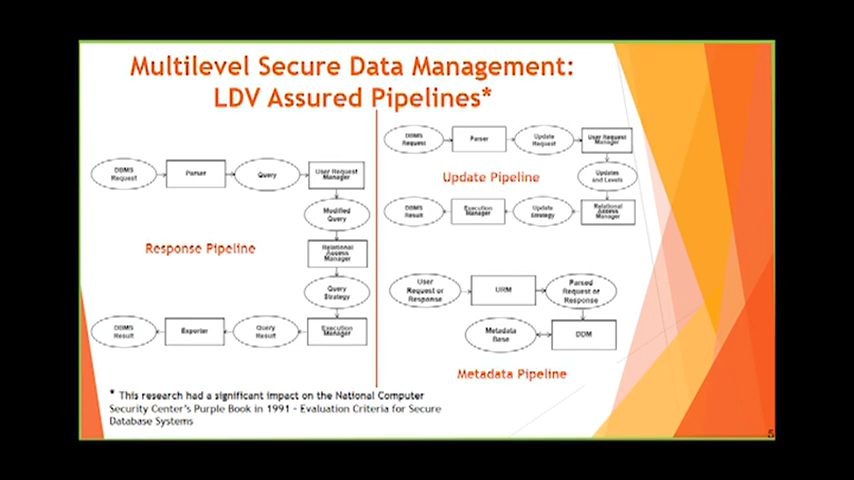 Multilevel Secure Data Management:
LDV Assured Pipelines*
DBMS
Request
Parser
Query
User Request
Manager
Modified
Query
Relational
Access
Manager
Query
Strategy
Execution
Manager
Query
Result
Exporter
DBMS
Result
Response Pipeline
DBMS
Request
Parser
Update
Request
User Request
Manager
Updates
and Levels
Relational
Access
Manager
Update
Strategy
Execution
Manager
DBMS
Result
Update Pipeline
User
Request or
Response
URM
Parsed
Request or
Response
DDM
Metadata
Base
Metadata Pipeline
* This research had a significant impact on the National Computer
Security Center's Purple Book in 1991 - Evaluation Criteria for Secure
Database Systems